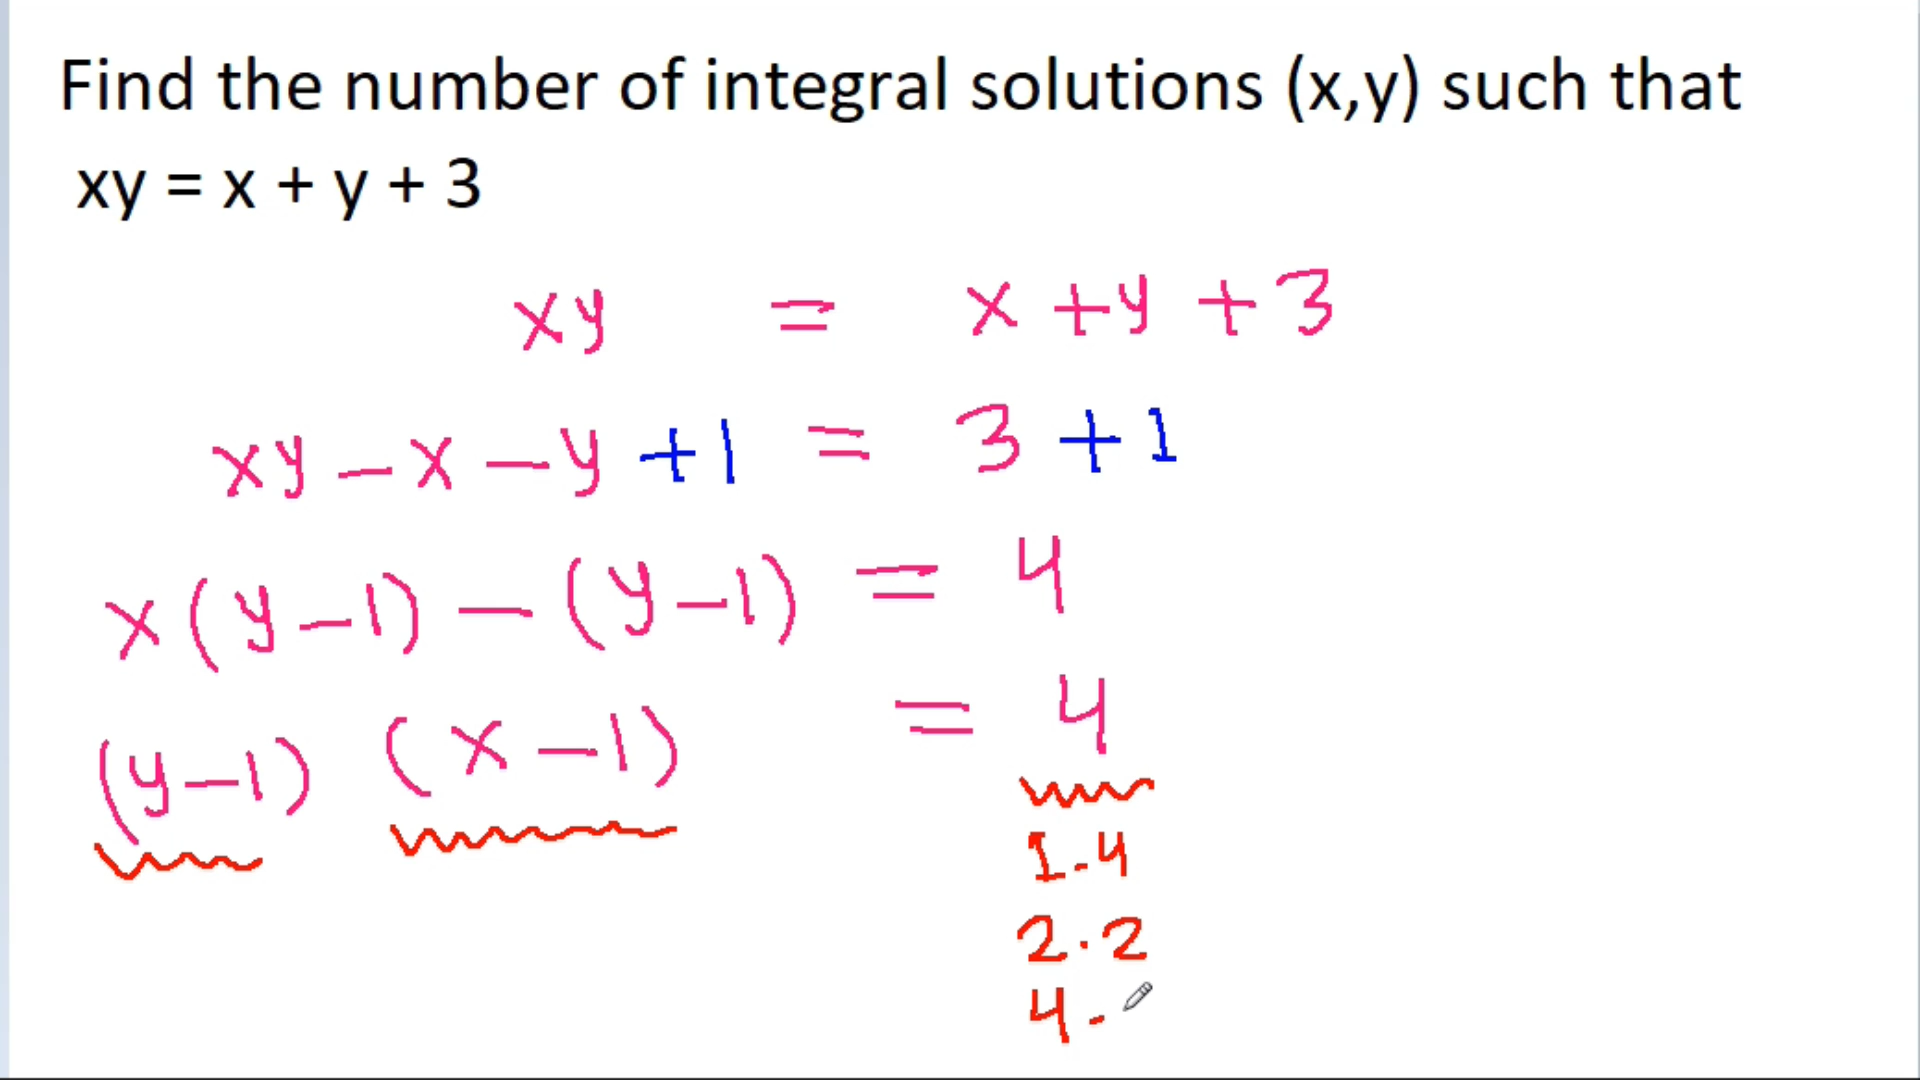 Find the number of integral solutions (x,y) such that
xy = x + y + 3
xy = x + y + 3
xy - x - y + 1 = 3 + 1
x(y-1) - (y-1) = 4
(y-1) (x-1) = 4
1.4
2.2
4.